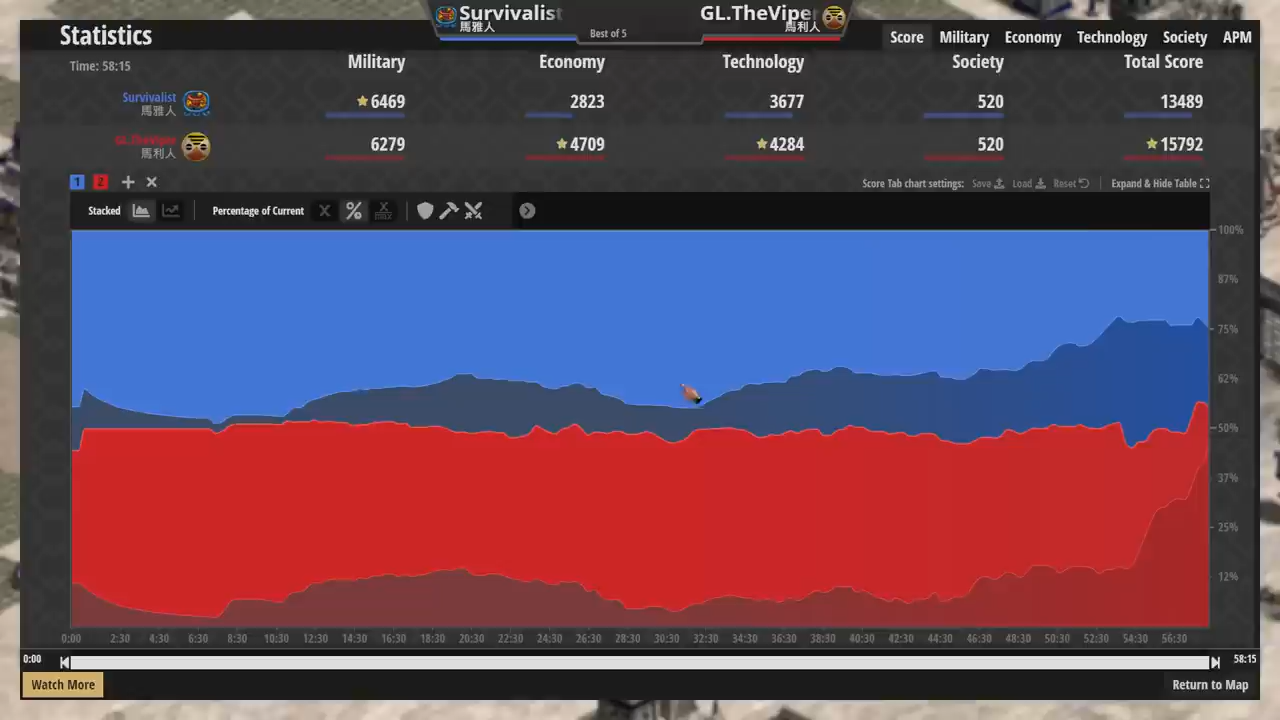 Survivalist
馬雅人
Best of 5
GL.TheViper
馬利人
Statistics
Score Military Economy Technology Society APM
Time: 58:15
Military Economy Technology Society Total Score
Survivalist
馬雅人
6469 2823 3677 520 13489
GL.TheViper
馬利人
6279 4709 4284 520 15792
1 2
Score Tab chart settings: Save Load Reset Expand & Hide Table
Stacked Percentage of Current X % X MAX
100%
87%
75%
62%
50%
37%
25%
12%
0:00 2:30 4:30 6:30 8:30 10:30 12:30 14:30 16:30 18:30 20:30 22:30 24:30 26:30 28:30 30:30 32:30 34:30 36:30 38:30 40:30 42:30 44:30 46:30 48:30 50:30 52:30 54:30 56:30
0:00 58:15
Watch More
Return to Map